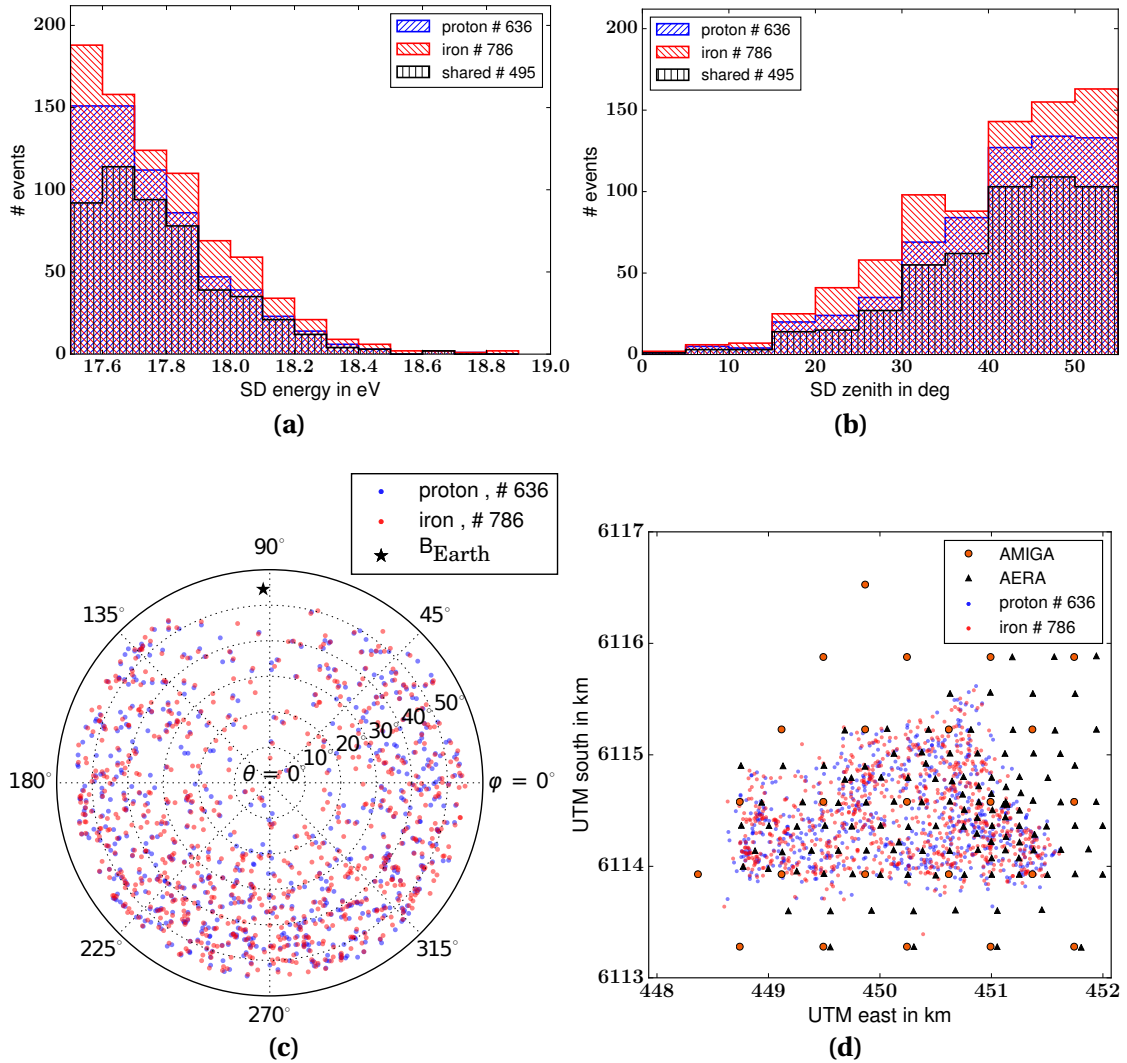 200
150
100
50
0
# events
proton # 636
iron # 786
shared # 495
17.6 17.8 18.0 18.2 18.4 18.6 18.8 19.0
SD energy in eV
(a)
200
150
100
50
0
# events
proton # 636
iron # 786
shared # 495
0 10 20 30 40 50
SD zenith in deg
(b)
proton , # 636
iron , # 786
B_Earth
90°
135° 45°
50
40
30
20
10
180° θ = 0° φ = 0°
225° 315°
270°
(c)
6117
6116
6115
6114
6113
UTM south in km
AMIGA
AERA
proton # 636
iron # 786
448 449 450 451 452
UTM east in km
(d)